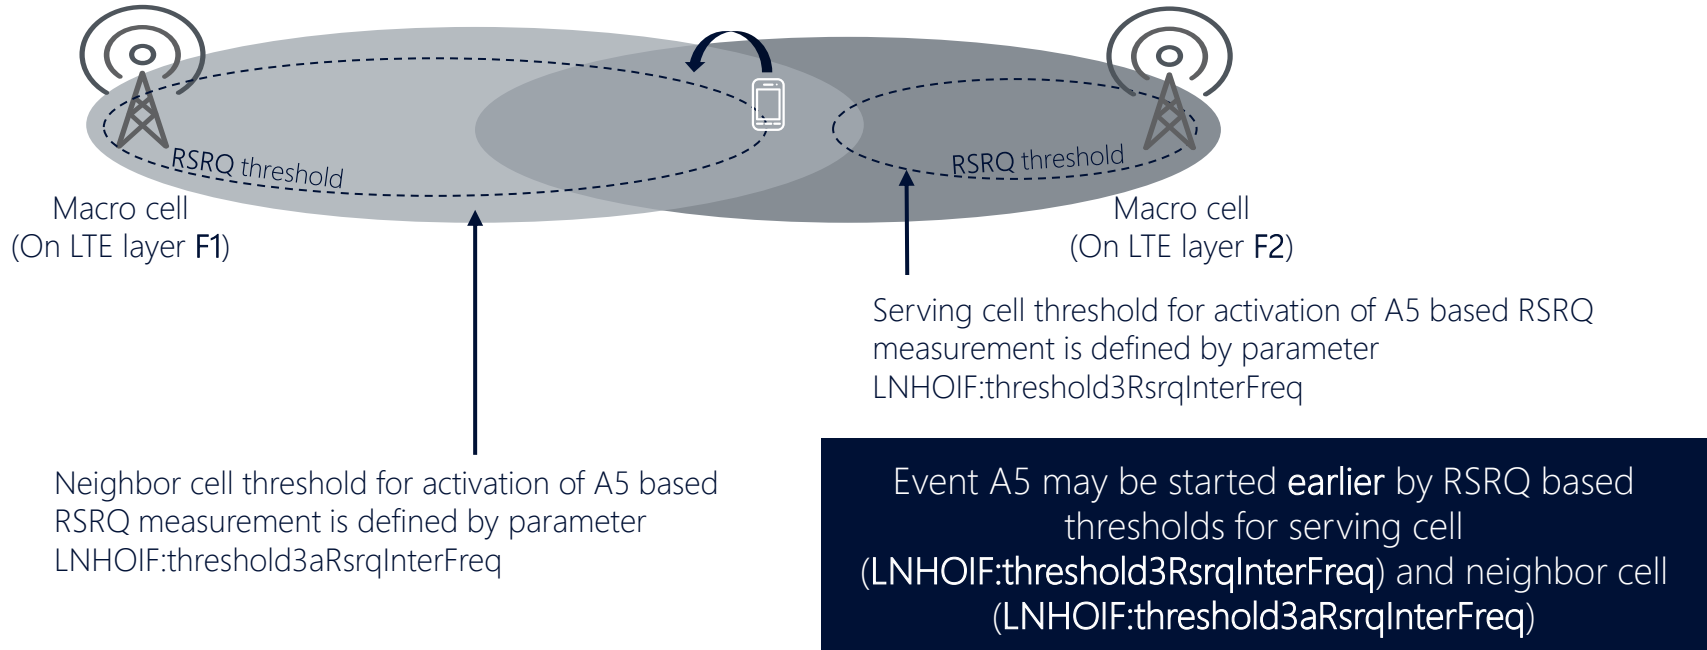 RSRQ threshold
RSRQ threshold
Macro cell
(On LTE layer F1)
Macro cell
(On LTE layer F2)
Serving cell threshold for activation of A5 based RSRQ
measurement is defined by parameter
LNHOIF:threshold3RsrqInterFreq
Neighbor cell threshold for activation of A5 based
RSRQ measurement is defined by parameter
LNHOIF:threshold3aRsrqInterFreq
Event A5 may be started earlier by RSRQ based
thresholds for serving cell
(LNHOIF:threshold3RsrqInterFreq) and neighbor cell
(LNHOIF:threshold3aRsrqInterFreq)